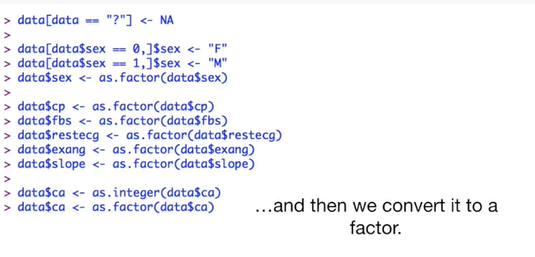 > data[data == "?"] <- NA
>
> data[data$sex == 0,]$sex <- "F"
> data[data$sex == 1,]$sex <- "M"
> data$sex <- as.factor(data$sex)
>
> data$cp <- as.factor(data$cp)
> data$fbs <- as.factor(data$fbs)
> data$restecg <- as.factor(data$restecg)
> data$exang <- as.factor(data$exang)
> data$slope <- as.factor(data$slope)
>
> data$ca <- as.integer(data$ca)
> data$ca <- as.factor(data$ca)
…and then we convert it to a
factor.